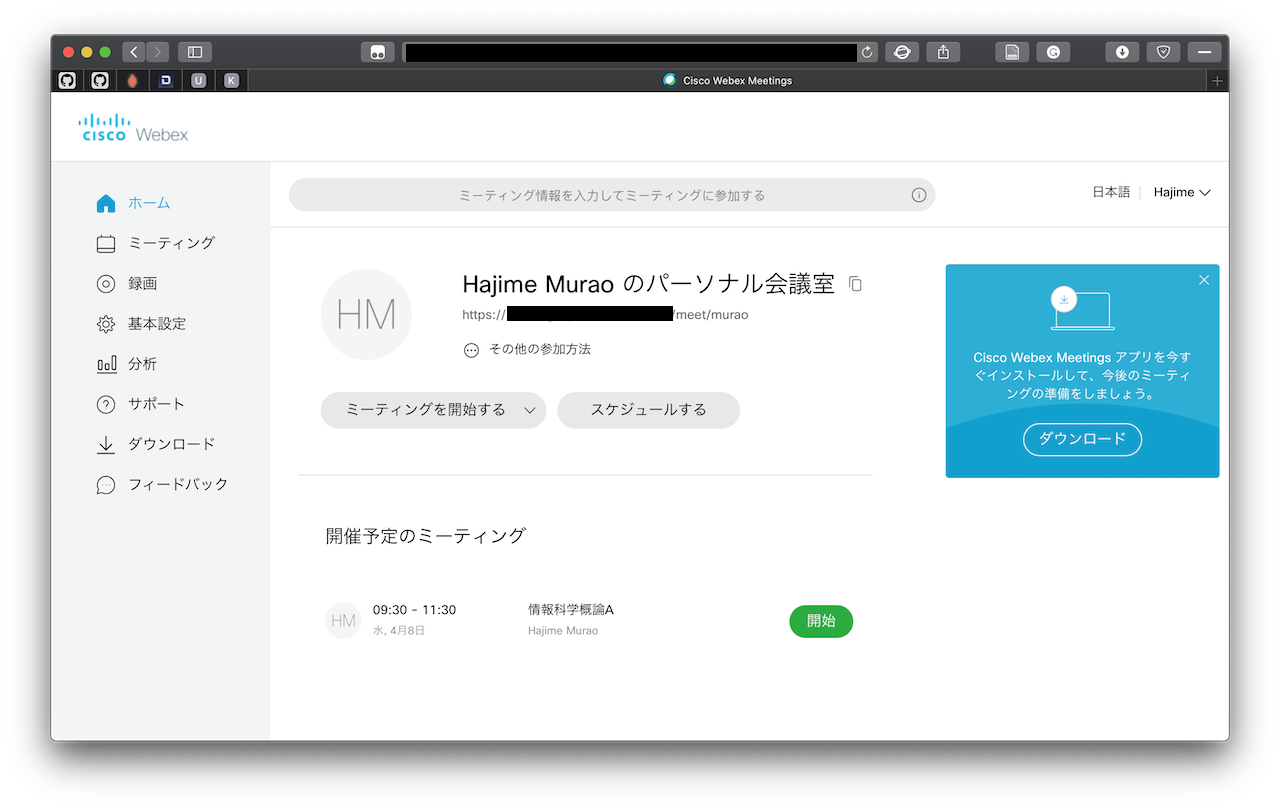 Cisco Webex Meetings
cisco Webex
ホーム
ミーティング
録画
基本設定
分析
サポート
ダウンロード
フィードバック
ミーティング情報を入力してミーティングに参加する
日本語
Hajime
HM
Hajime Murao のパーソナル会議室
https://
/meet/murao
その他の参加方法
ミーティングを開始する
スケジュールする
Cisco Webex Meetings アプリを今す
ぐインストールして、今後のミーティ
ングの準備をしましょう。
ダウンロード
開催予定のミーティング
HM
09:30 - 11:30
水, 4月8日
情報科学概論A
Hajime Murao
開始
D
U
K